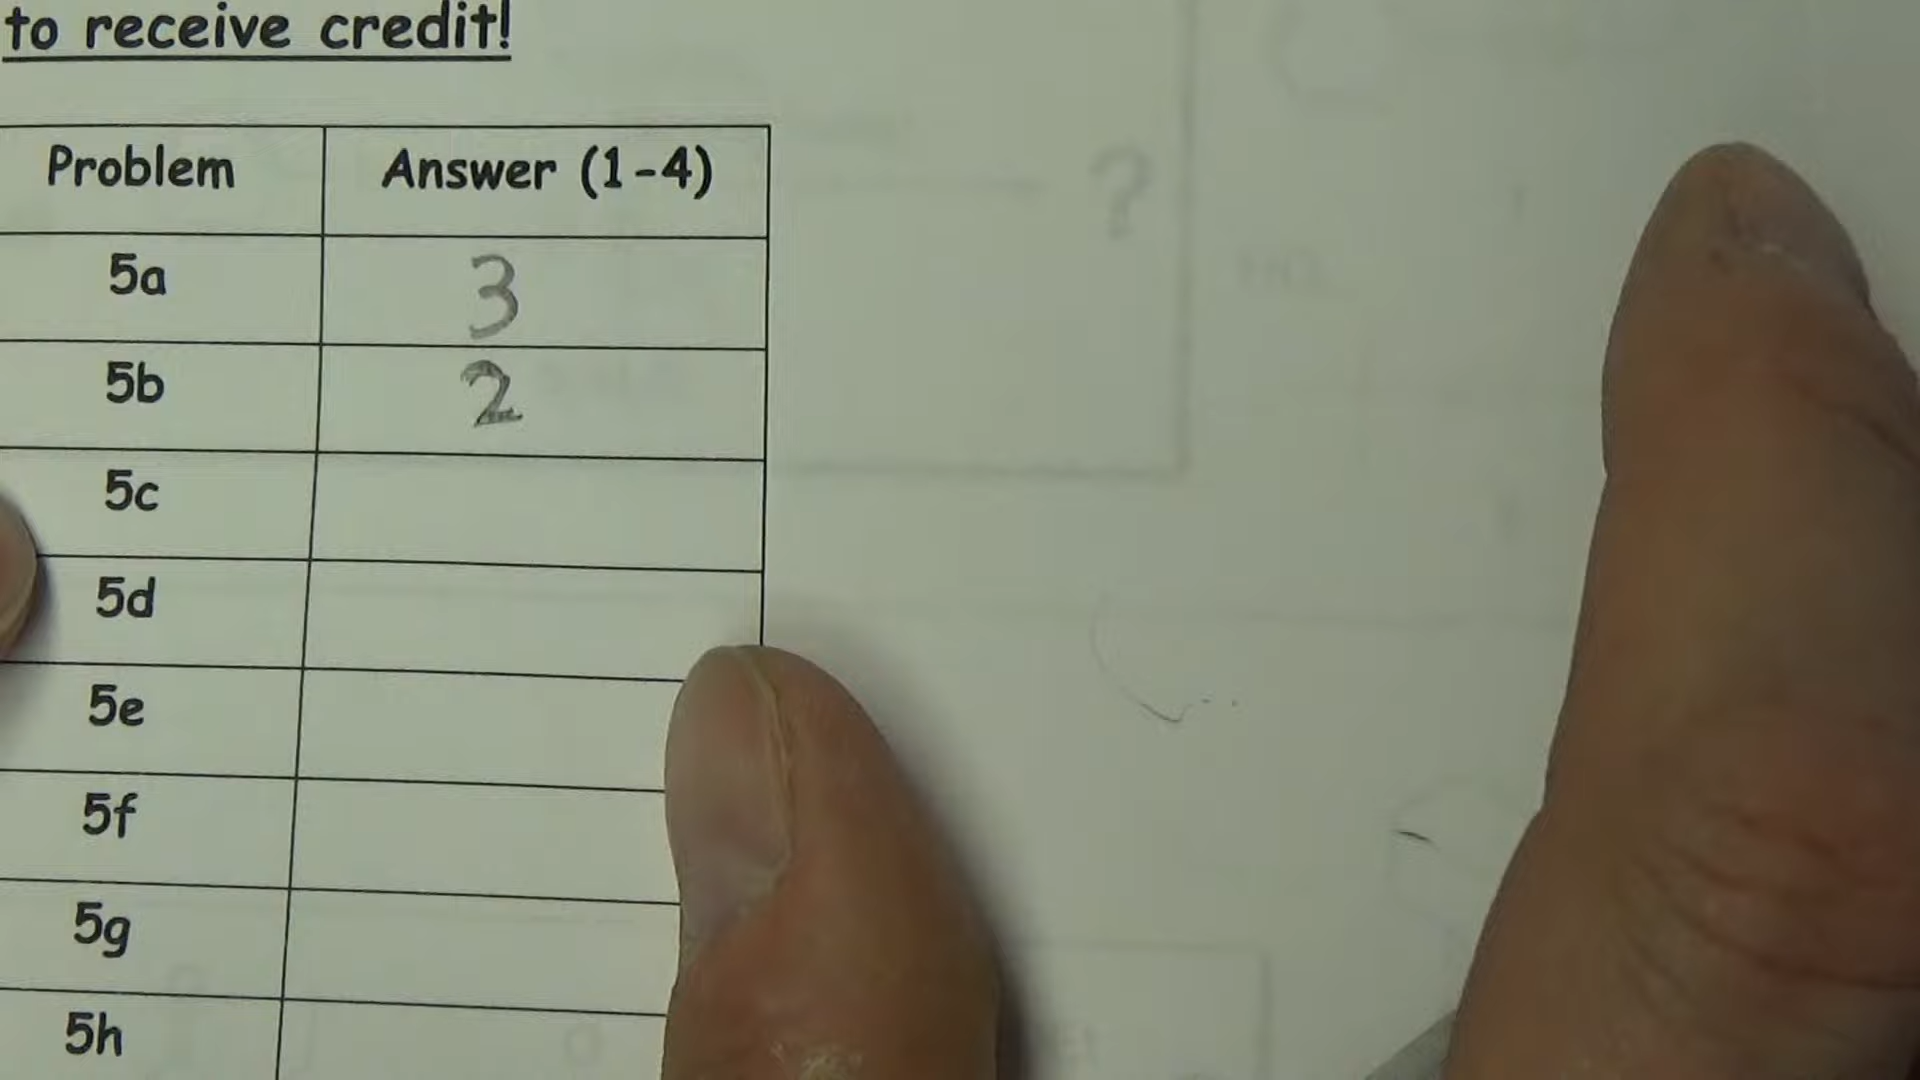 to receive credit!
Problem Answer (1-4)
5a 3
5b 2
5c
5d
5e
5f
5g
5h
?